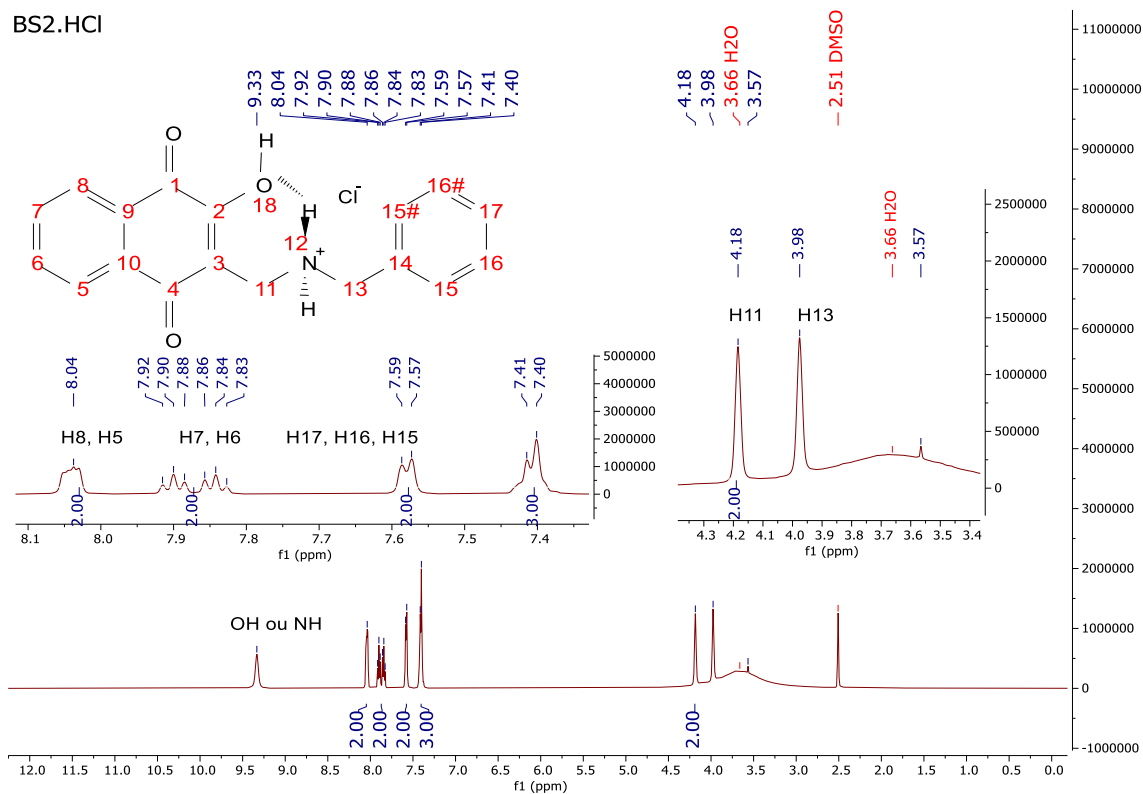 BS2.HCl
9.33 8.04 7.92 7.90 7.88 7.86 7.84 7.83 7.59 7.57 7.41 7.40
4.18 3.98 3.66 H2O 3.57 2.51 DMSO
O H
8 1 O 18 H Cl- 16#
7 9 2 12 15# 17
6 10 3 N+ 14 16
5 4 11 H 13 15
O
8.04 7.92 7.90 7.88 7.86 7.84 7.83 7.59 7.57 7.41 7.40
H8, H5 H7, H6 H17, H16, H15
2.00 2.00 2.00 3.00
8.1 8.0 7.9 7.8 7.7 7.6 7.5 7.4
f1 (ppm)
5000000
4000000
3000000
2000000
1000000
0
4.18 3.98 3.66 H2O 3.57
H11 H13
2.00
4.3 4.2 4.1 4.0 3.9 3.8 3.7 3.6 3.5 3.4
f1 (ppm)
2500000
2000000
1500000
1000000
500000
0
OH ou NH
2.00 2.00 2.00 3.00 2.00
12.0 11.5 11.0 10.5 10.0 9.5 9.0 8.5 8.0 7.5 7.0 6.5 6.0 5.5 5.0 4.5 4.0 3.5 3.0 2.5 2.0 1.5 1.0 0.5 0.0
f1 (ppm)
11000000
10000000
9000000
8000000
7000000
6000000
5000000
4000000
3000000
2000000
1000000
0
-1000000